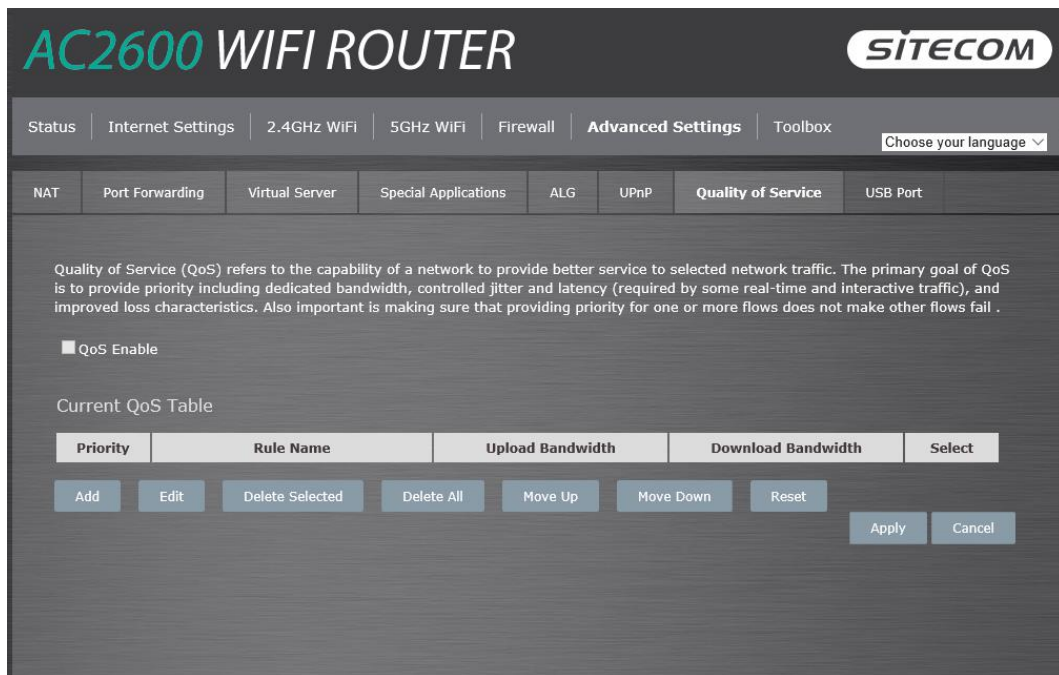 AC2600 WIFI ROUTER
SITECOM
Status Internet Settings 2.4GHz WiFi 5GHz WiFi Firewall Advanced Settings Toolbox
Choose your language
NAT Port Forwarding Virtual Server Special Applications ALG UPnP Quality of Service USB Port
Quality of Service (QoS) refers to the capability of a network to provide better service to selected network traffic. The primary goal of QoS
is to provide priority including dedicated bandwidth, controlled jitter and latency (required by some real-time and interactive traffic), and
improved loss characteristics. Also important is making sure that providing priority for one or more flows does not make other flows fail .
QoS Enable
Current QoS Table
Priority Rule Name Upload Bandwidth Download Bandwidth Select
Add Edit Delete Selected Delete All Move Up Move Down Reset
Apply Cancel